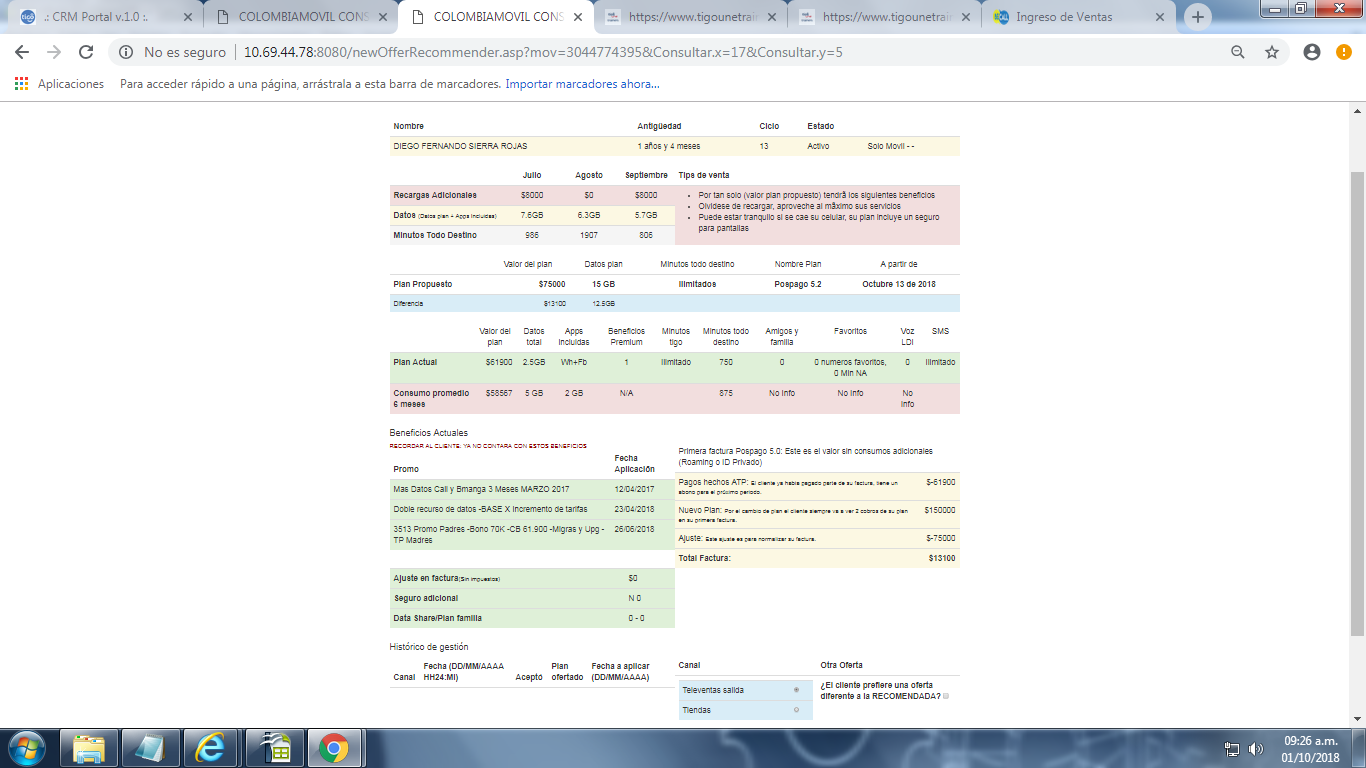 .: CRM Portal v.1.0 :.
COLOMBIAMOVIL CONS
COLOMBIAMOVIL CONS
https://www.tigounetrain
https://www.tigounetrain
Ingreso de Ventas
No es seguro
10.69.44.78:8080/newOfferRecommender.asp?mov=3044774395&Consultar.x=17&Consultar.y=5
Aplicaciones
Para acceder rápido a una página, arrástrala a esta barra de marcadores. Importar marcadores ahora...
Nombre Antigüedad Ciclo Estado
DIEGO FERNANDO SIERRA ROJAS 1 años y 4 meses 13 Activo Solo Movil - -
Julio Agosto Septiembre
Recargas Adicionales $8000 $0 $8000
Datos (Datos plan + Apps incluidas) 7.6GB 6.3GB 5.7GB
Minutos Todo Destino 986 1907 806
Tips de venta
• Por tan solo (valor plan propuesto) tendrã los siguientes beneficios
• Olvidese de recargar, aproveche al mãximo sus servicios
• Puede estar tranquilo si se cae su celular, su plan incluye un seguro
para pantallas
Valor del plan Datos plan Minutos todo destino Nombre Plan A partir de
Plan Propuesto $75000 15 GB Ilimitados Pospago 5.2 Octubre 13 de 2018
Diferencia $13100 12.5GB
Valor del plan Datos total Apps incluidas Beneficios Premium Minutos tigo Minutos todo destino Amigos y familia Favoritos Voz LDI SMS
Plan Actual $61900 2.5GB Wh+Fb 1 Ilimitado 750 0 0 numeros favoritos, 0 Min NA 0 Ilimitado
Consumo promedio 6 meses $58567 5 GB 2 GB N/A 875 No info No info No info
Beneficios Actuales
RECORDAR AL CLIENTE: YA NO CONTARA CON ESTOS BENEFICIOS
Promo Fecha Aplicación
Mas Datos Call y Bmanga 3 Meses MARZO 2017 12/04/2017
Doble recurso de datos -BASE X Incremento de tarifas 23/04/2018
3513 Promo Padres -Bono 70K -CB 61.900 -Migras y Upg -
TP Madres 26/06/2018
Primera factura Pospago 5.0: Este es el valor sin consumos adicionales
(Roaming o ID Privado)
Pagos hechos ATP: El cliente ya habia pagado parte de su factura, tiene un
abono para el próximo periodo. $-61900
Nuevo Plan: Por el cambio de plan el cliente siempre va a ver 2 cobros de su plan
en su primera factura. $150000
Ajuste: Este ajuste es para normalizar su factura. $-75000
Total Factura: $13100
Ajuste en factura(Sin impuestos) $0
Seguro adicional N 0
Data Share/Plan familia 0 - 0
Histórico de gestión
Canal Fecha (DD/MM/AAAA HH24:MI) Aceptó Plan ofertado Fecha a aplicar (DD/MM/AAAA)
Canal
Televentas salida
Tiendas
Otra Oferta
¿El cliente prefiere una oferta
diferente a la RECOMENDADA?
09:26 a.m.
01/10/2018